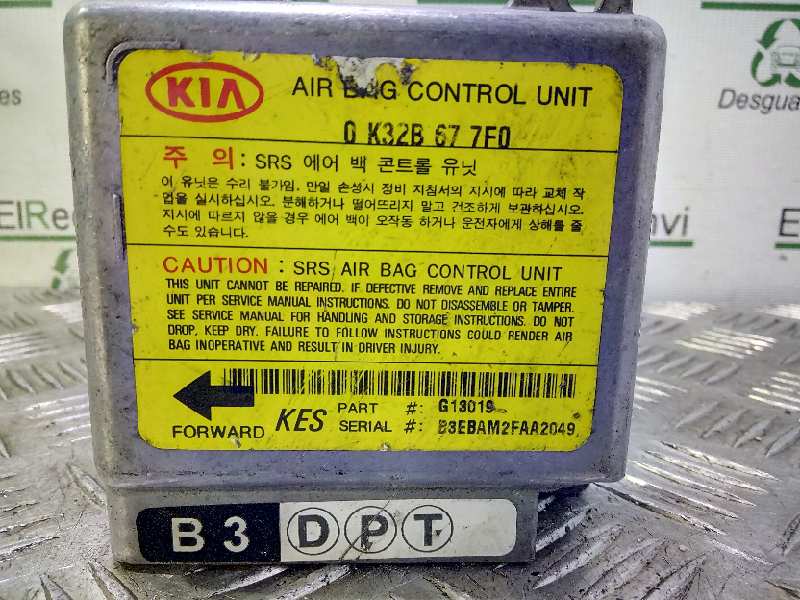 KIA
AIR BAG CONTROL UNIT
0 K32B 67 7F0
주 의: SRS 에어 백 콘트롤 유닛
이 유닛은 수리 불가임. 만일 손성시 정비 지침서의 지시에 따라 교체 작
업을 실시하십시오. 분해하거나 떨어뜨리지 말고 건조하게 보관하십시오.
지시에 따르지 않을 경우 에어 백이 오작동 하거나 운전자에게 상해를 줄
수도 있습니다.
CAUTION: SRS AIR BAG CONTROL UNIT
THIS UNIT CANNOT BE REPAIRED. IF DEFECTIVE REMOVE AND REPLACE ENTIRE
UNIT PER SERVICE MANUAL INSTRUCTIONS. DO NOT DISASSEMBLE OR TAMPER.
SEE SERVICE MANUAL FOR HANDLING AND STORAGE INSTRUCTIONS. DO NOT
DROP, KEEP DRY. FAILURE TO FOLLOW INSTRUCTIONS COULD RENDER AIR
BAG INOPERATIVE AND RESULT IN DRIVER INJURY.
FORWARD
KES
PART #: G13019
SERIAL #: B3EBAM2FAA2049
B 3 D P T
Desgua
ElRec
nvi
E